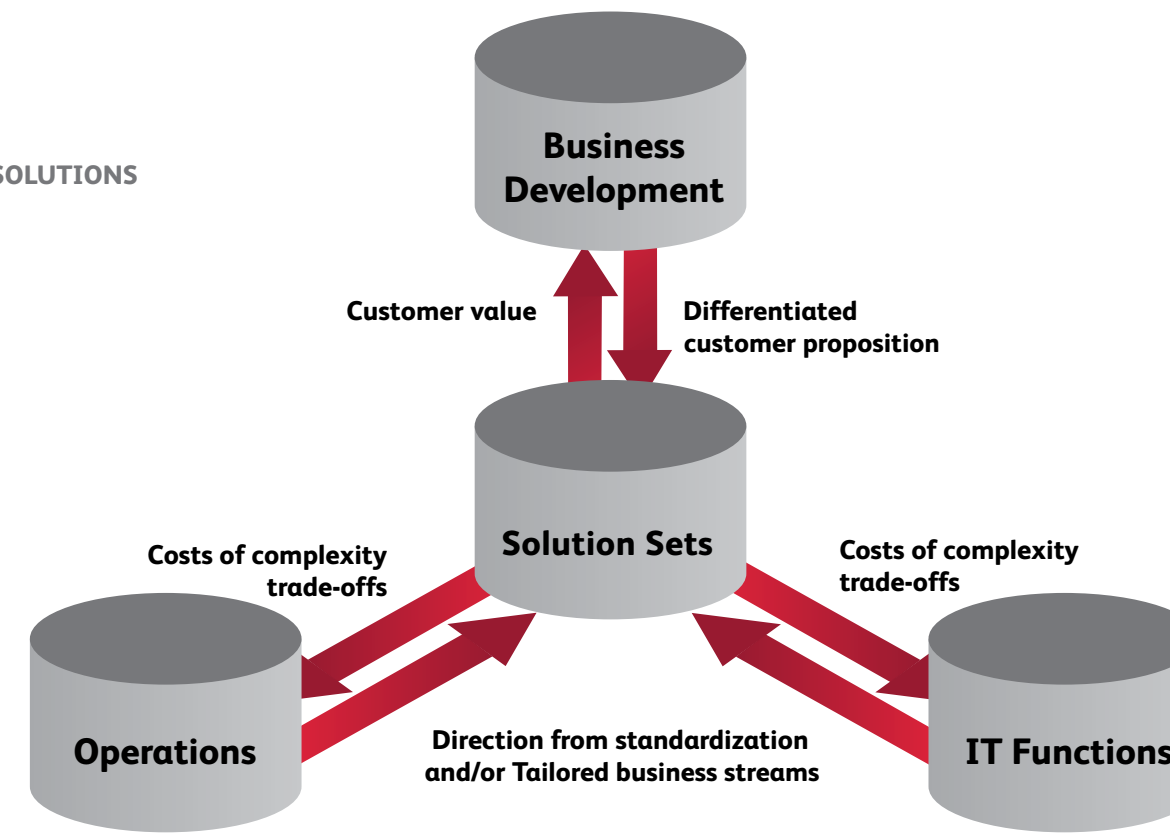 SOLUTIONS
Business
Development
Customer value
Differentiated
customer proposition
Solution Sets
Costs of complexity
trade-offs
Costs of complexity
trade-offs
Operations
Direction from standardization
and/or Tailored business streams
IT Functions